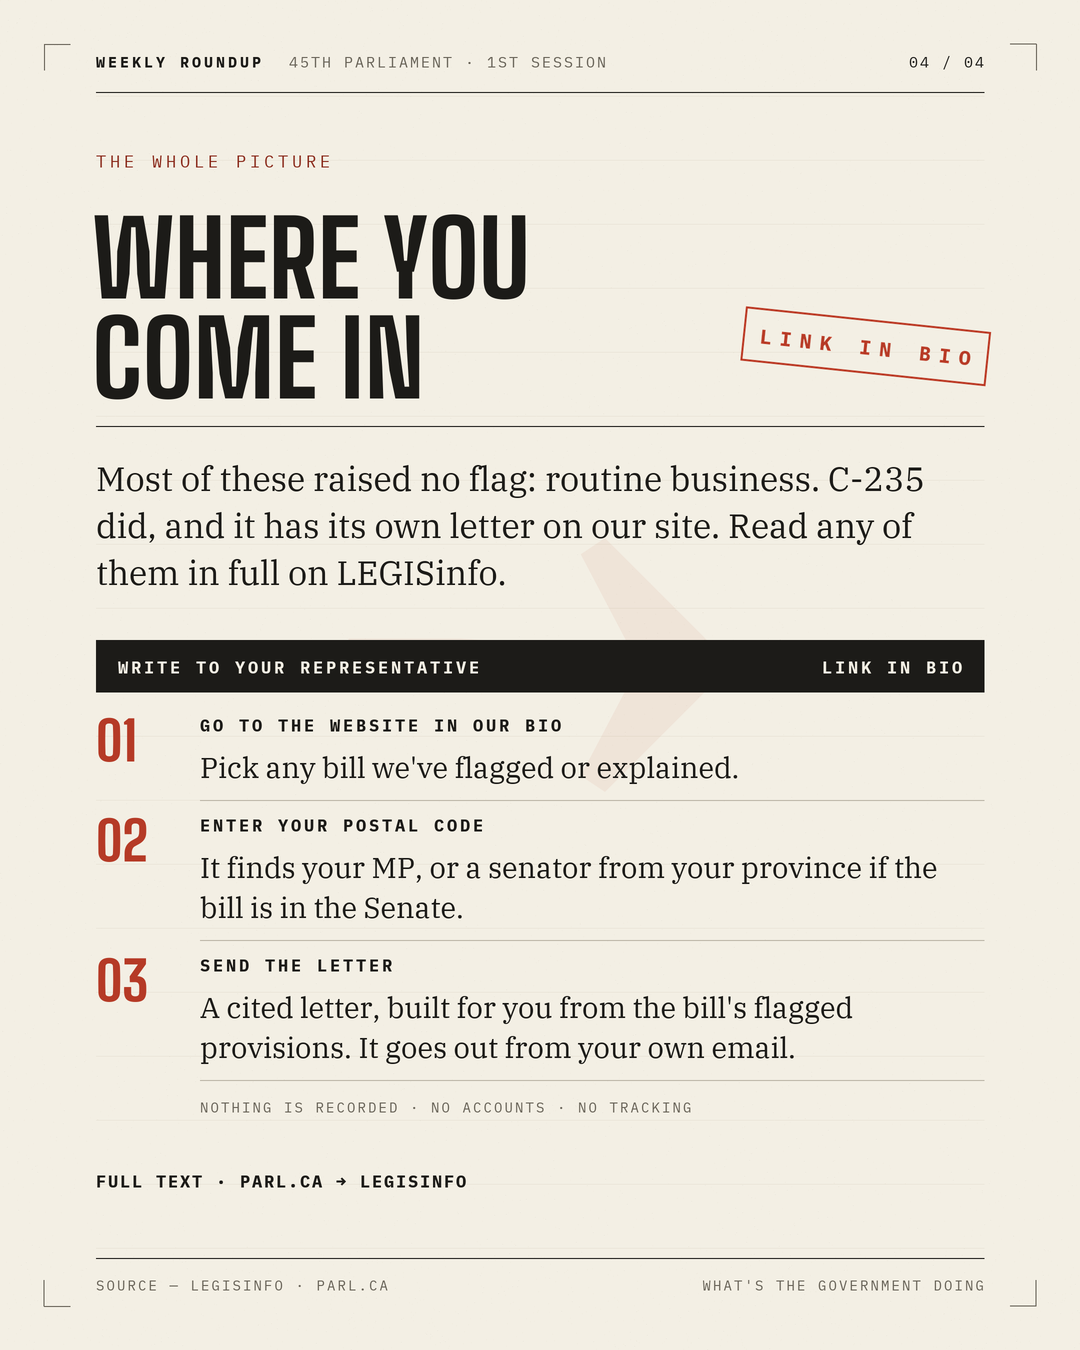 WEEKLY ROUNDUP 45TH PARLIAMENT · 1ST SESSION 04 / 04
THE WHOLE PICTURE
WHERE YOU
COME IN
LINK IN BIO
Most of these raised no flag: routine business. C-235
did, and it has its own letter on our site. Read any of
them in full on LEGISinfo.
WRITE TO YOUR REPRESENTATIVE LINK IN BIO
01 GO TO THE WEBSITE IN OUR BIO
Pick any bill we've flagged or explained.
02 ENTER YOUR POSTAL CODE
It finds your MP, or a senator from your province if the
bill is in the Senate.
03 SEND THE LETTER
A cited letter, built for you from the bill's flagged
provisions. It goes out from your own email.
NOTHING IS RECORDED · NO ACCOUNTS · NO TRACKING
FULL TEXT · PARL.CA → LEGISINFO
SOURCE — LEGISINFO · PARL.CA WHAT'S THE GOVERNMENT DOING